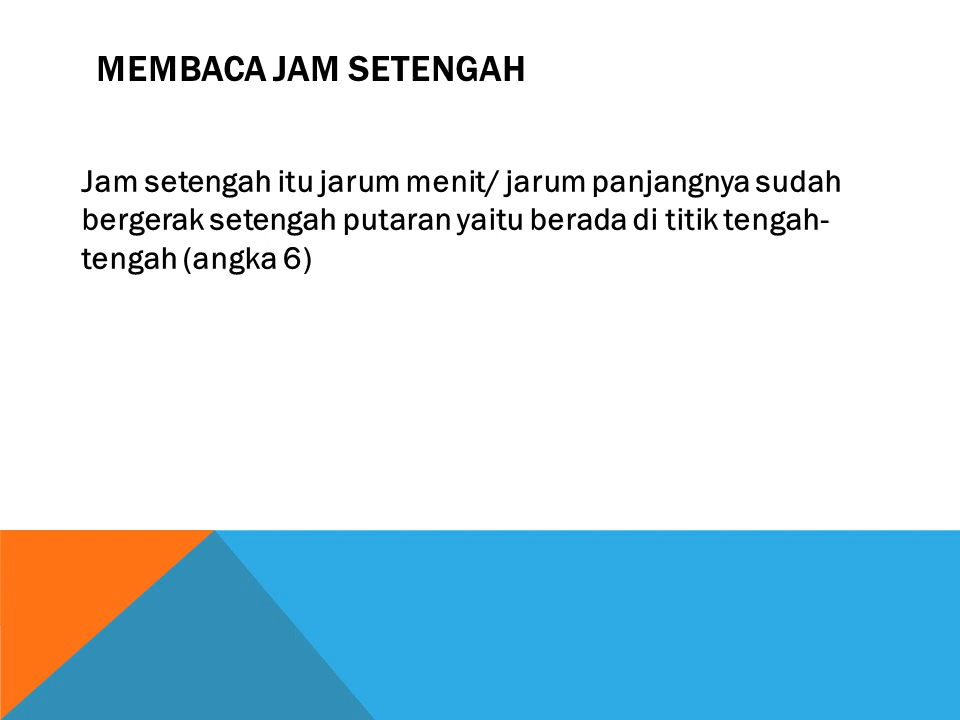 MEMBACA JAM SETENGAH
Jam setengah itu jarum menit/ jarum panjangnya sudah
bergerak setengah putaran yaitu berada di titik tengah-
tengah (angka 6)